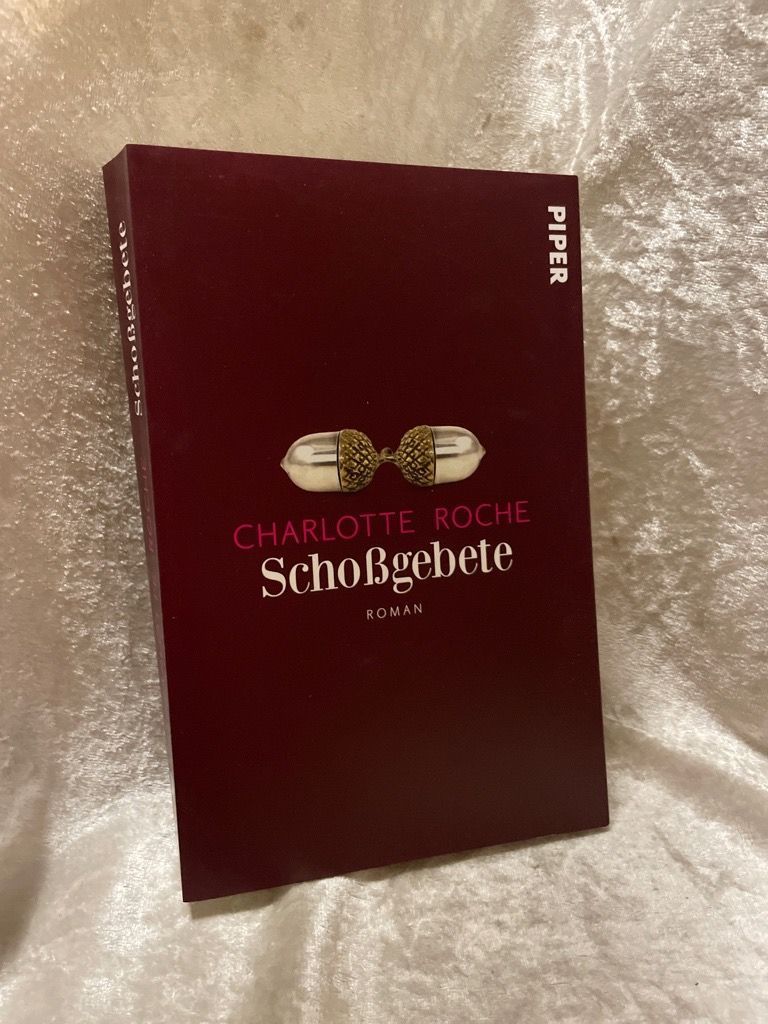 PIPER
CHARLOTTE ROCHE
Schoßgebete
ROMAN
Schoßgebete